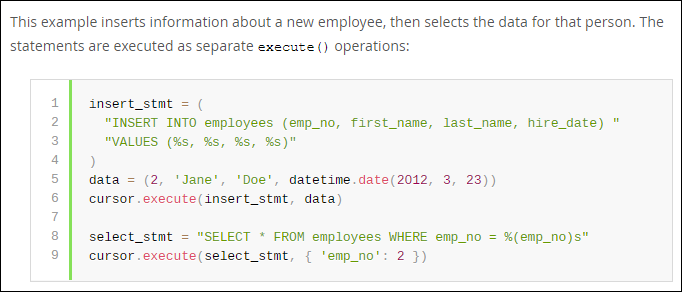 This example inserts information about a new employee, then selects the data for that person. The
statements are executed as separate execute() operations:
1 insert_stmt = (
2   "INSERT INTO employees (emp_no, first_name, last_name, hire_date) "
3   "VALUES (%s, %s, %s, %s)"
4 )
5 data = (2, 'Jane', 'Doe', datetime.date(2012, 3, 23))
6 cursor.execute(insert_stmt, data)
7
8 select_stmt = "SELECT * FROM employees WHERE emp_no = %(emp_no)s"
9 cursor.execute(select_stmt, { 'emp_no': 2 })